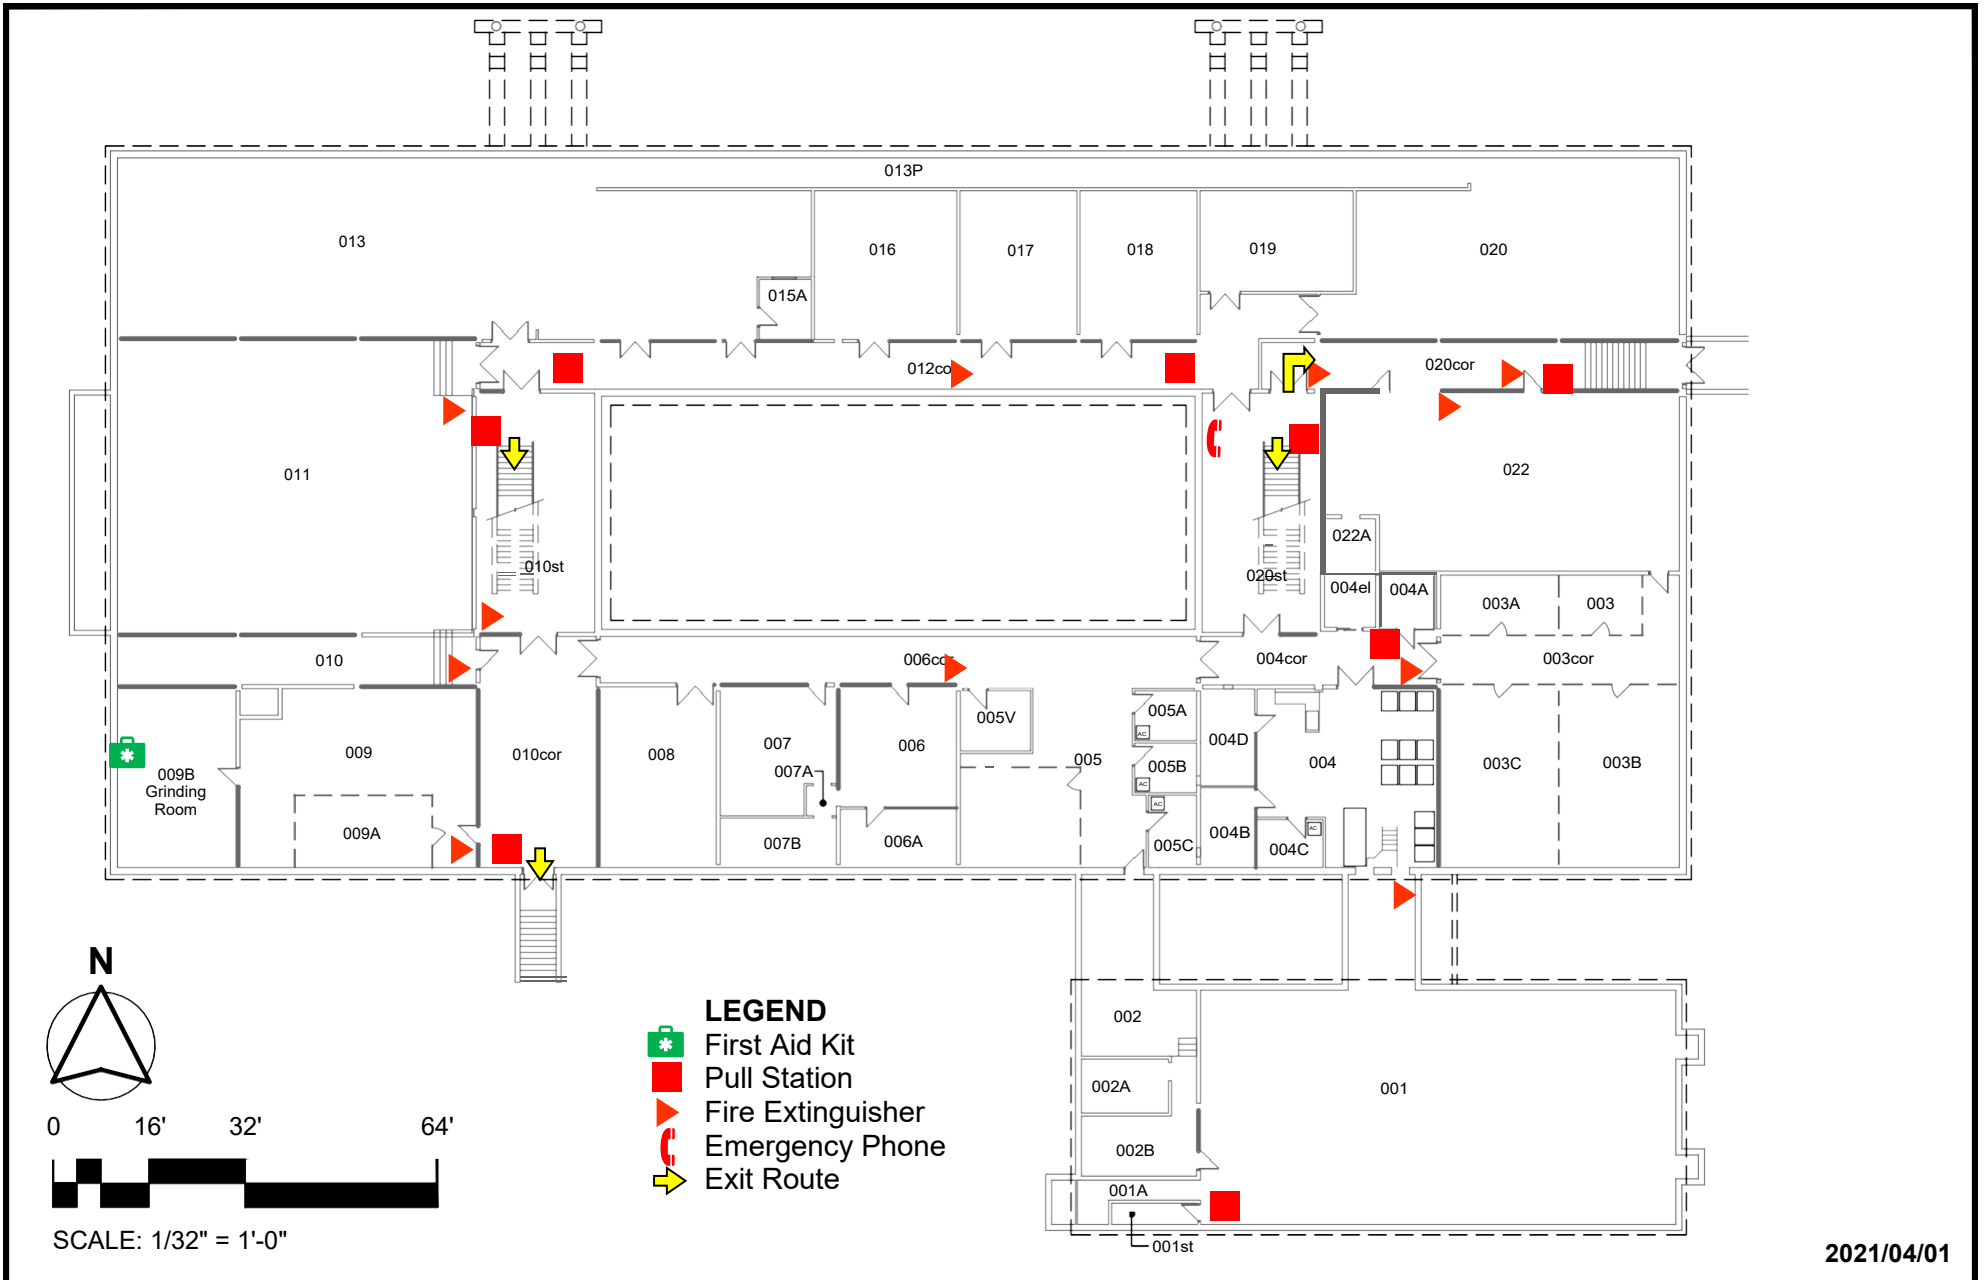 013P
013
016
017
018
019
020
015A
012co
020cor
011
022
022A
010st
020st
004el
004A
003A
003
010
006co
004cor
003cor
005V
005A
009
010cor
008
007
006
005
004D
004
003C
003B
AC
005B
007A
009B
Grinding
Room
AC
AC
009A
007B
006A
005C
004B
004C
AC
N
LEGEND
First Aid Kit
Pull Station
Fire Extinguisher
Emergency Phone
Exit Route
002
002A
001
002B
001A
001st
0 16' 32' 64'
SCALE: 1/32" = 1'-0"
2021/04/01